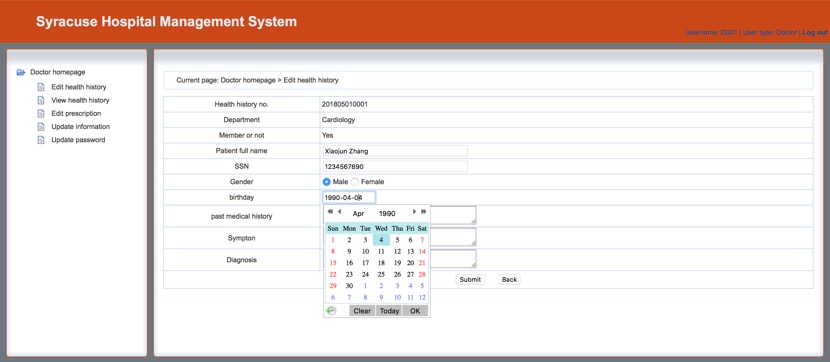 Syracuse Hospital Management System
Username: D001 | User type: Doctor | Log out
Doctor homepage
Edit health history
View health history
Edit prescription
Update information
Update password
Current page: Doctor homepage > Edit health history
Health history no. 201805010001
Department Cardiology
Member or not Yes
Patient full name Xiaojun Zhang
SSN 1234567890
Gender Male Female
birthday 1990-04-04
past medical history
Sympton
Diagnosis
Apr 1990
Sun Mon Tue Wed Thu Fri Sat
1 2 3 4 5 6 7
8 9 10 11 12 13 14
15 16 17 18 19 20 21
22 23 24 25 26 27 28
29 30 1 2 3 4 5
6 7 8 9 10 11 12
Clear Today OK
Submit Back